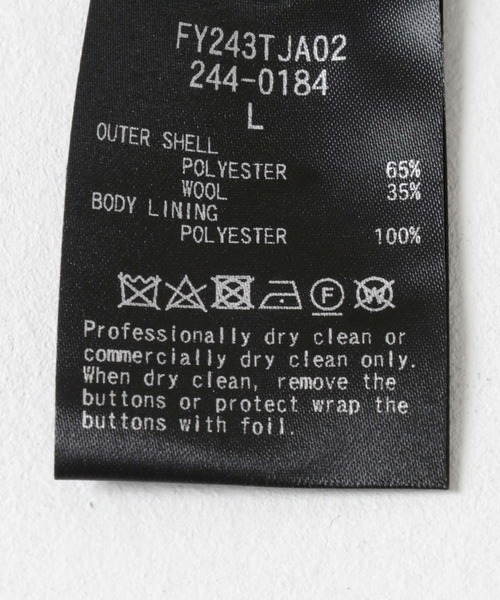 FY243TJA02
244-0184
L
OUTER SHELL
POLYESTER 65%
WOOL 35%
BODY LINING
POLYESTER 100%
F W
Professionally dry clean or
commercially dry clean only.
When dry clean, remove the
buttons or protect wrap the
buttons with foil.